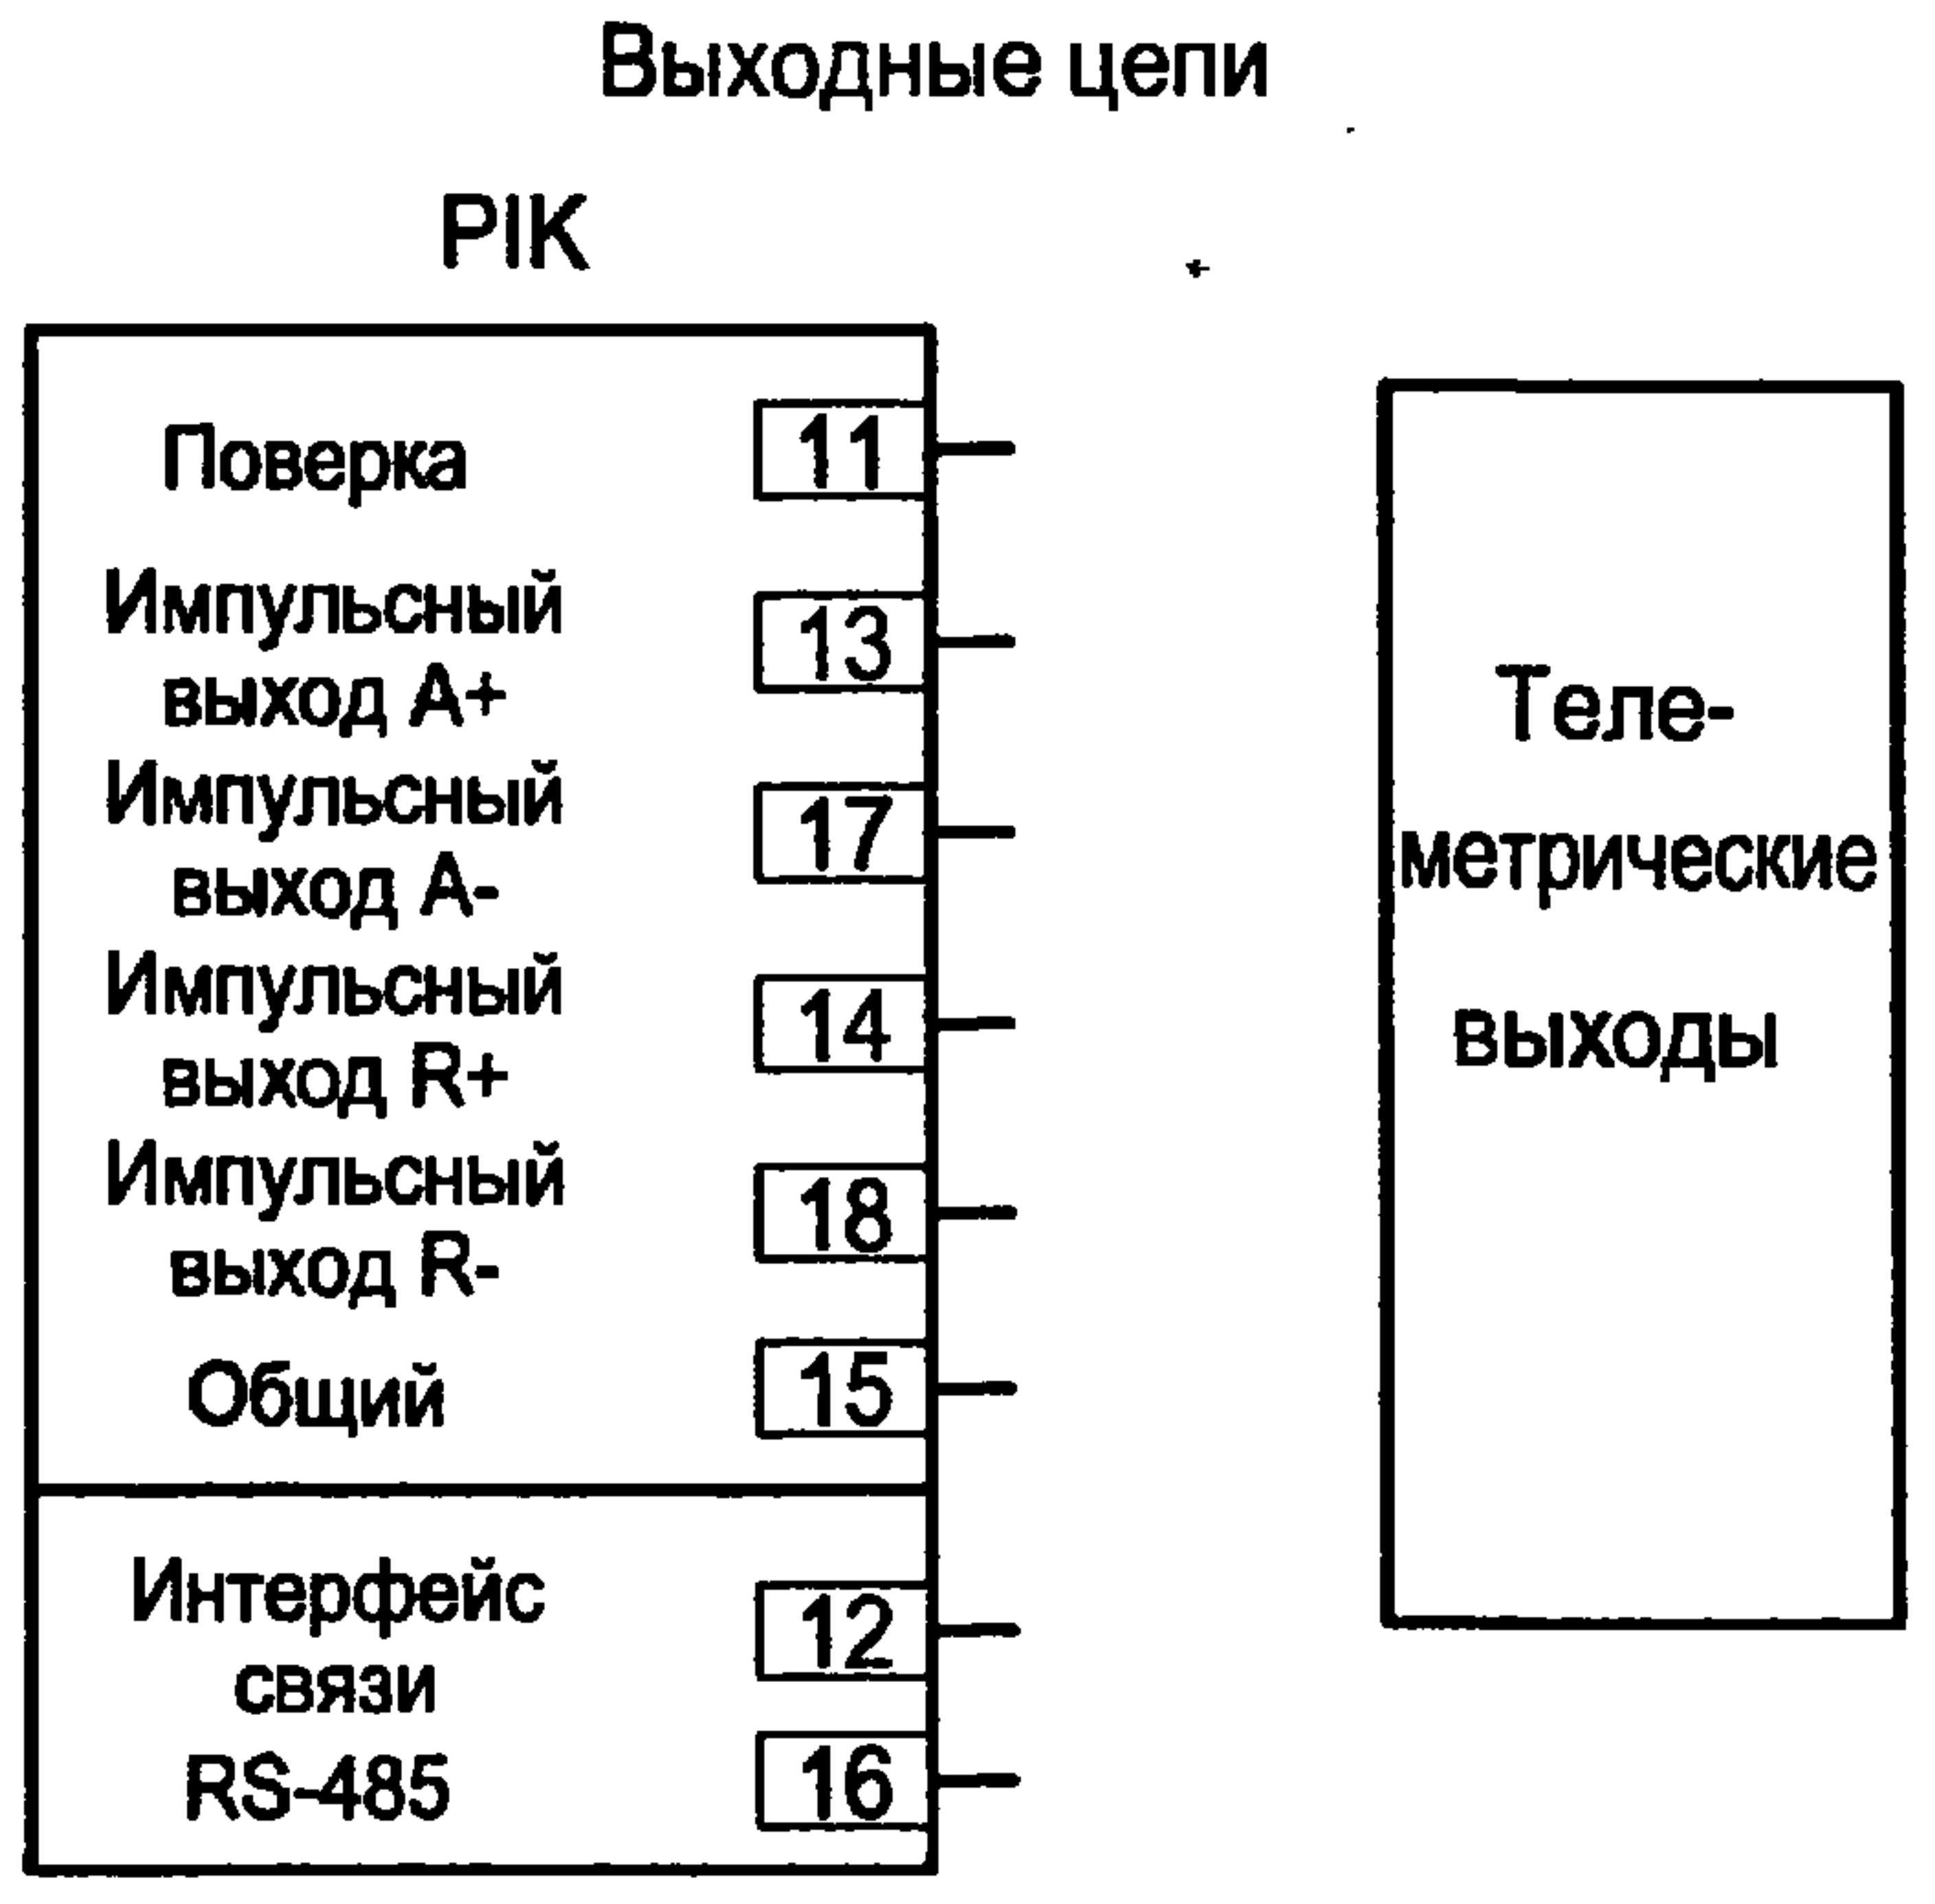 Выходные цепи
PIK
Поверка
11
Импульсный
выход A+
13
Импульсный
выход A-
17
Импульсный
выход R+
14
Импульсный
выход R-
18
Общий
15
Интерфейс
связи
RS-485
12
16
Теле-
метрические
выходы